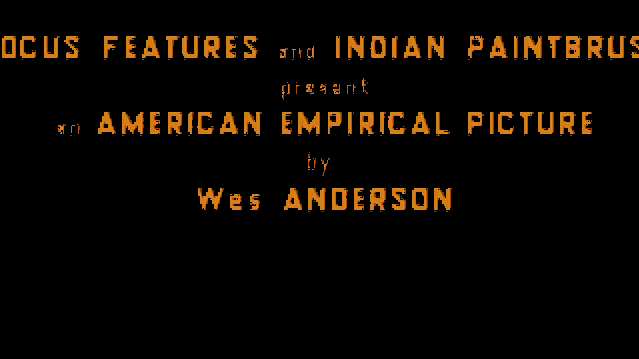 OCUS FEATURES and INDIAN PAINTBRUS
present
an AMERICAN EMPIRICAL PICTURE
by
Wes ANDERSON